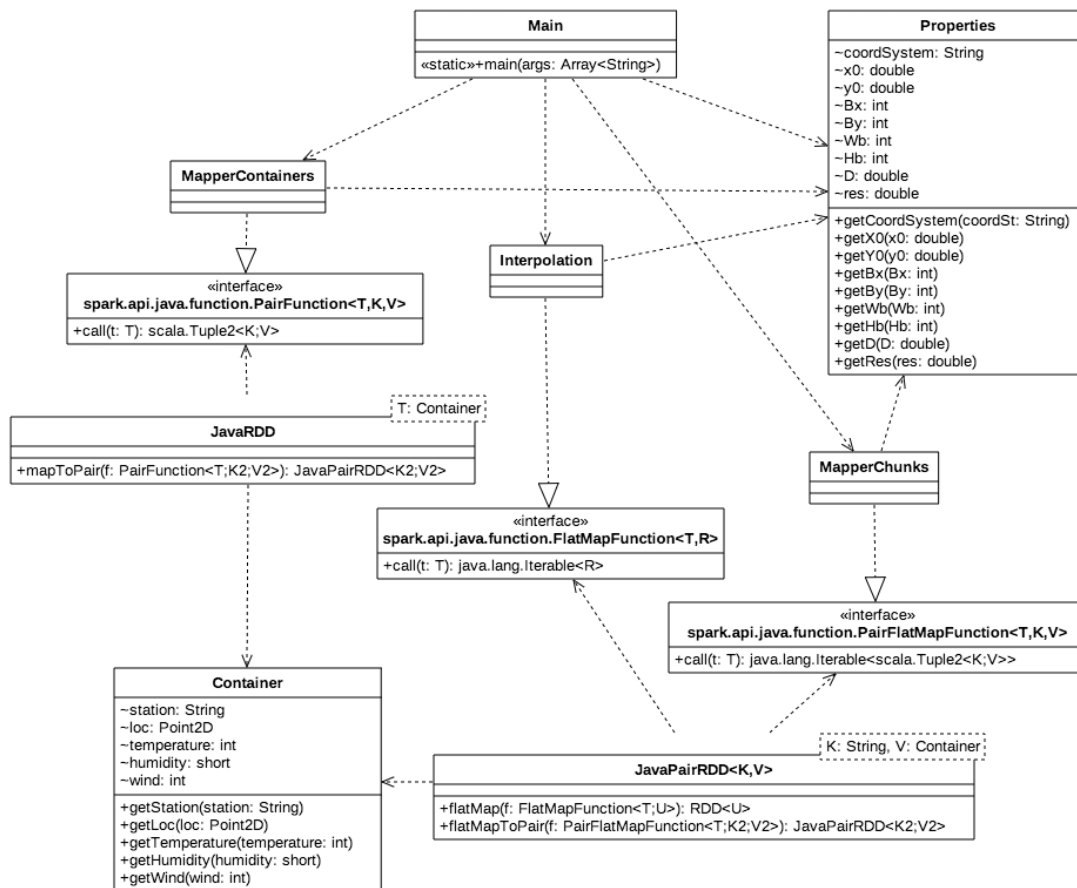 Main
«static»+main(args: Array<String>)
Properties
~coordSystem: String
~x0: double
~y0: double
~Bx: int
~By: int
~Wb: int
~Hb: int
~D: double
~res: double
+getCoordSystem(coordSt: String)
+getX0(x0: double)
+getY0(y0: double)
+getBx(Bx: int)
+getBy(By: int)
+getWb(Wb: int)
+getHb(Hb: int)
+getD(D: double)
+getRes(res: double)
MapperContainers
Interpolation
«interface»
spark.api.java.function.PairFunction<T,K,V>
+call(t: T): scala.Tuple2<K;V>
T: Container
JavaRDD
+mapToPair(f: PairFunction<T;K2;V2>): JavaPairRDD<K2;V2>
MapperChunks
«interface»
spark.api.java.function.FlatMapFunction<T,R>
+call(t: T): java.lang.Iterable<R>
«interface»
spark.api.java.function.PairFlatMapFunction<T,K,V>
+call(t: T): java.lang.Iterable<scala.Tuple2<K;V>>
Container
~station: String
~loc: Point2D
~temperature: int
~humidity: short
~wind: int
+getStation(station: String)
+getLoc(loc: Point2D)
+getTemperature(temperature: int)
+getHumidity(humidity: short)
+getWind(wind: int)
K: String, V: Container
JavaPairRDD<K,V>
+flatMap(f: FlatMapFunction<T;U>): RDD<U>
+flatMapToPair(f: PairFlatMapFunction<T;K2;V2>): JavaPairRDD<K2;V2>